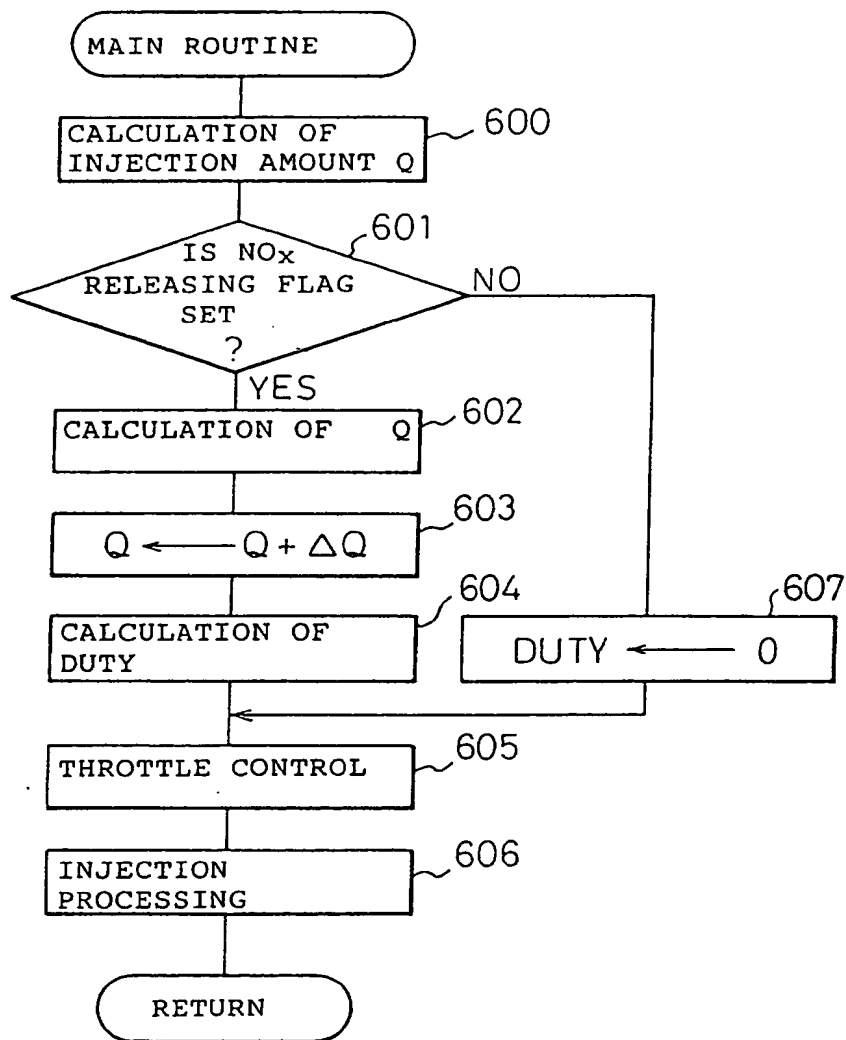 MAIN ROUTINE
CALCULATION OF
INJECTION AMOUNT Q
600
IS NOx
RELEASING FLAG
SET
?
601
NO
YES
CALCULATION OF Q
602
Q ← Q + △Q
603
CALCULATION OF
DUTY
604
DUTY ← 0
607
THROTTLE CONTROL
605
INJECTION
PROCESSING
606
RETURN